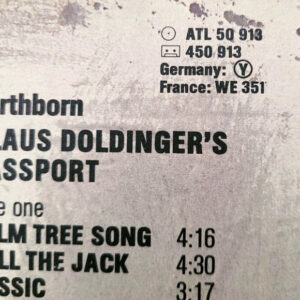 ATL 50 913
450 913
Germany: Y
France: WE 351
rthborn
LAUS DOLDINGER'S
ASSPORT
e one
LM TREE SONG 4:16
LL THE JACK 4:30
SSIC 3:17